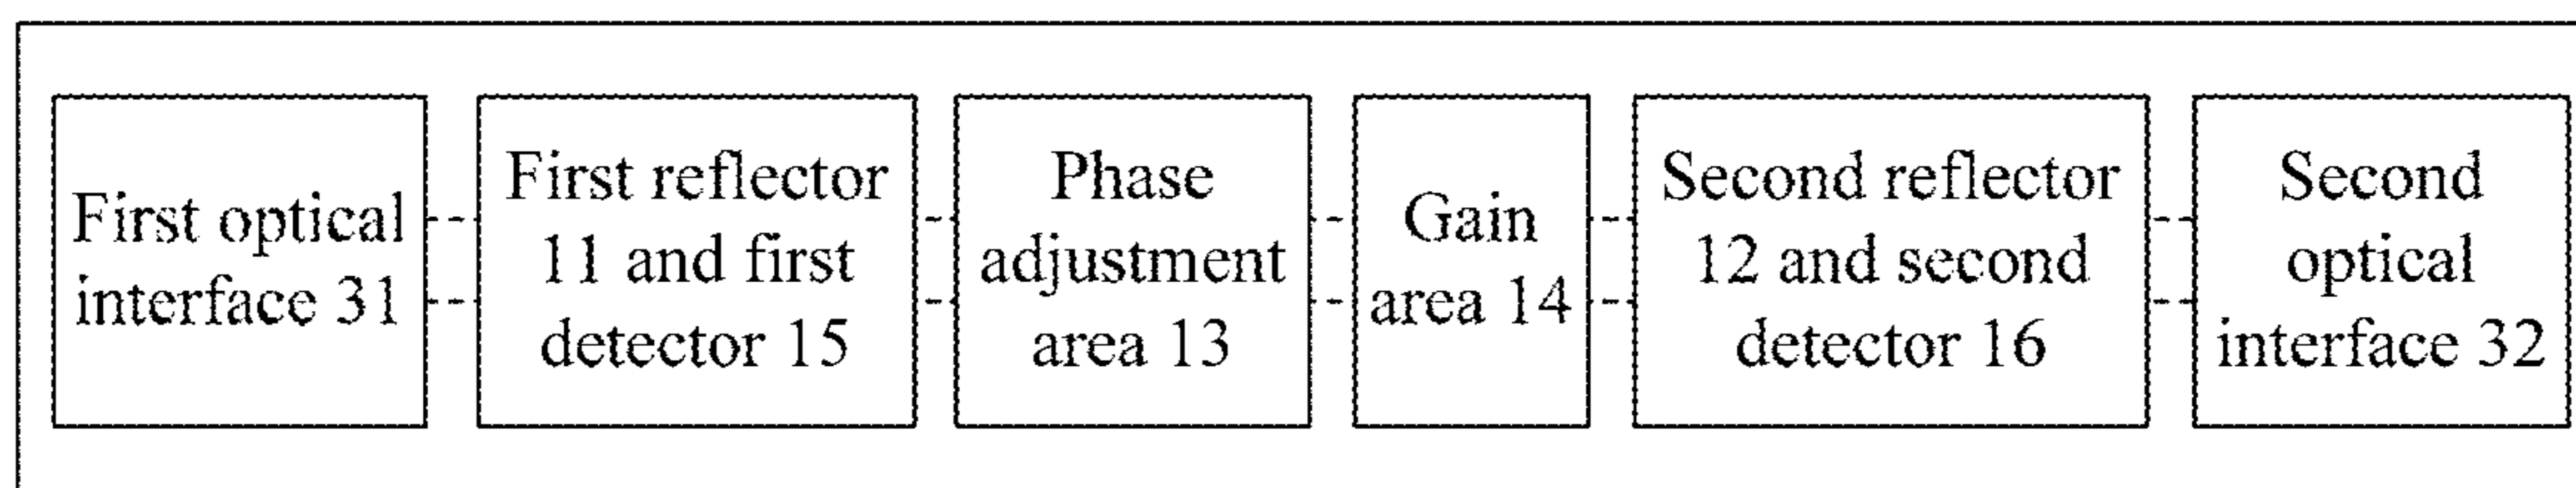 First optical
interface 31
First reflector
11 and first
detector 15
Phase
adjustment
area 13
Gain
area 14
Second reflector
12 and second
detector 16
Second
optical
interface 32